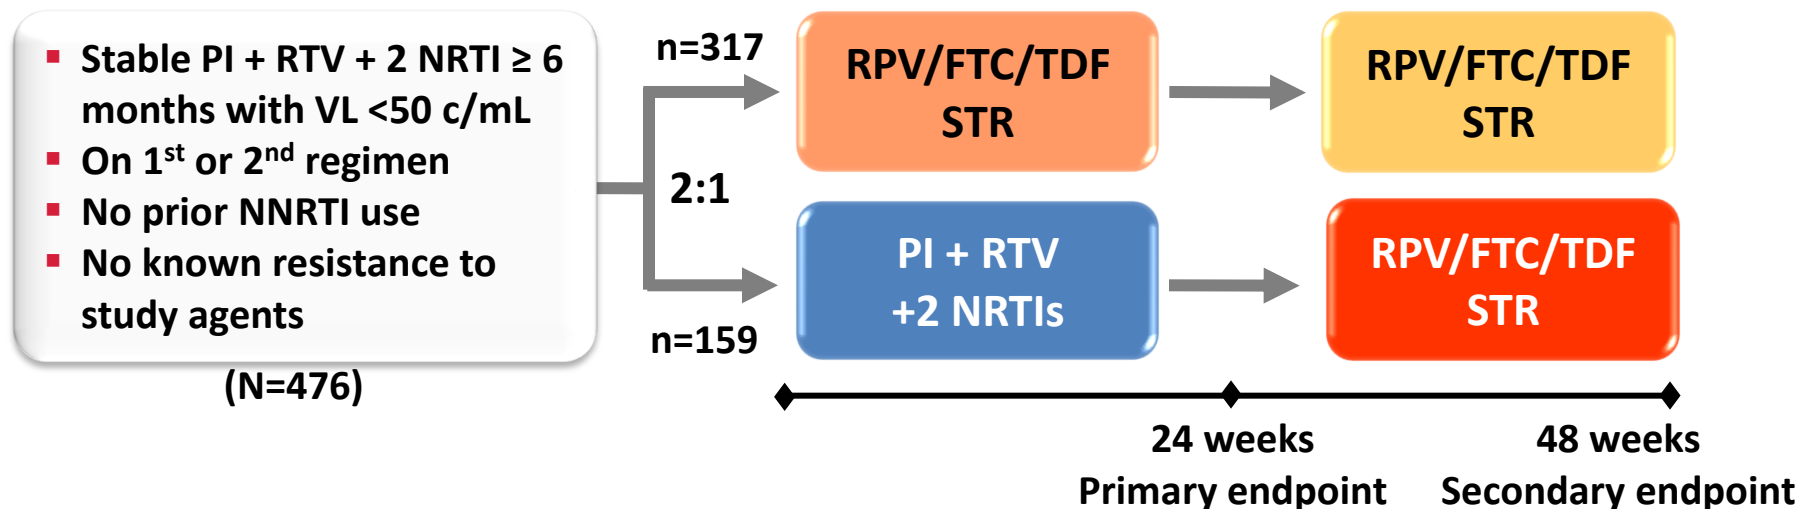 ▪ Stable PI + RTV + 2 NRTI ≥ 6
months with VL <50 c/mL
▪ On 1st or 2nd regimen
▪ No prior NNRTI use
▪ No known resistance to
study agents
(N=476)
n=317
2:1
n=159
RPV/FTC/TDF
STR
RPV/FTC/TDF
STR
PI + RTV
+2 NRTIs
RPV/FTC/TDF
STR
24 weeks
Primary endpoint
48 weeks
Secondary endpoint